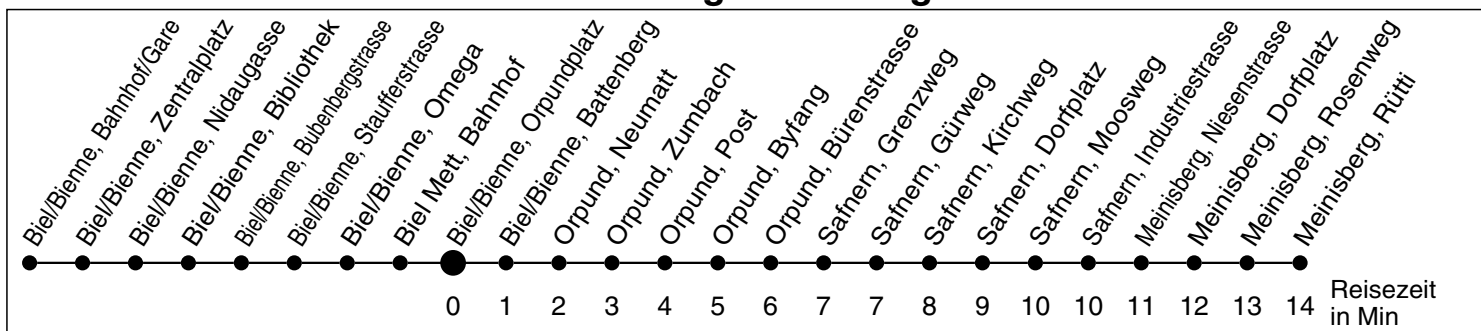 Biel/Bienne, Bahnhof/Gare
Biel/Bienne, Zentralplatz
Biel/Bienne, Nidaugasse
Biel/Bienne, Bibliothek
Biel/Bienne, Bubenbergstrasse
Biel/Bienne, Staufferstrasse
Biel/Bienne, Omega
Biel Mett, Bahnhof
Biel/Bienne, Orpundplatz
Biel/Bienne, Battenberg
Orpund, Neumatt
Orpund, Zumbach
Orpund, Post
Orpund, Byfang
Orpund, Bürenstrasse
Safnern, Grenzweg
Safnern, Gürweg
Safnern, Kirchweg
Safnern, Dorfplatz
Safnern, Moosweg
Safnern, Industriestrasse
Meinisberg, Niesenstrasse
Meinisberg, Dorfplatz
Meinisberg, Rosenweg
Meinisberg, Rütti
0 1 2 3 4 5 6 7 7 8 9 10 10 11 12 13 14
Reisezeit
in Min